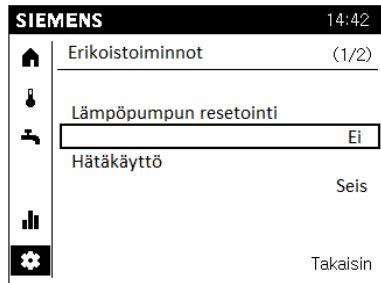 SIEMENS 14:42
Erikoistoiminnot (1/2)
Lämpöpumpun resetointi
Ei
Hätäkäyttö
Seis
Takaisin